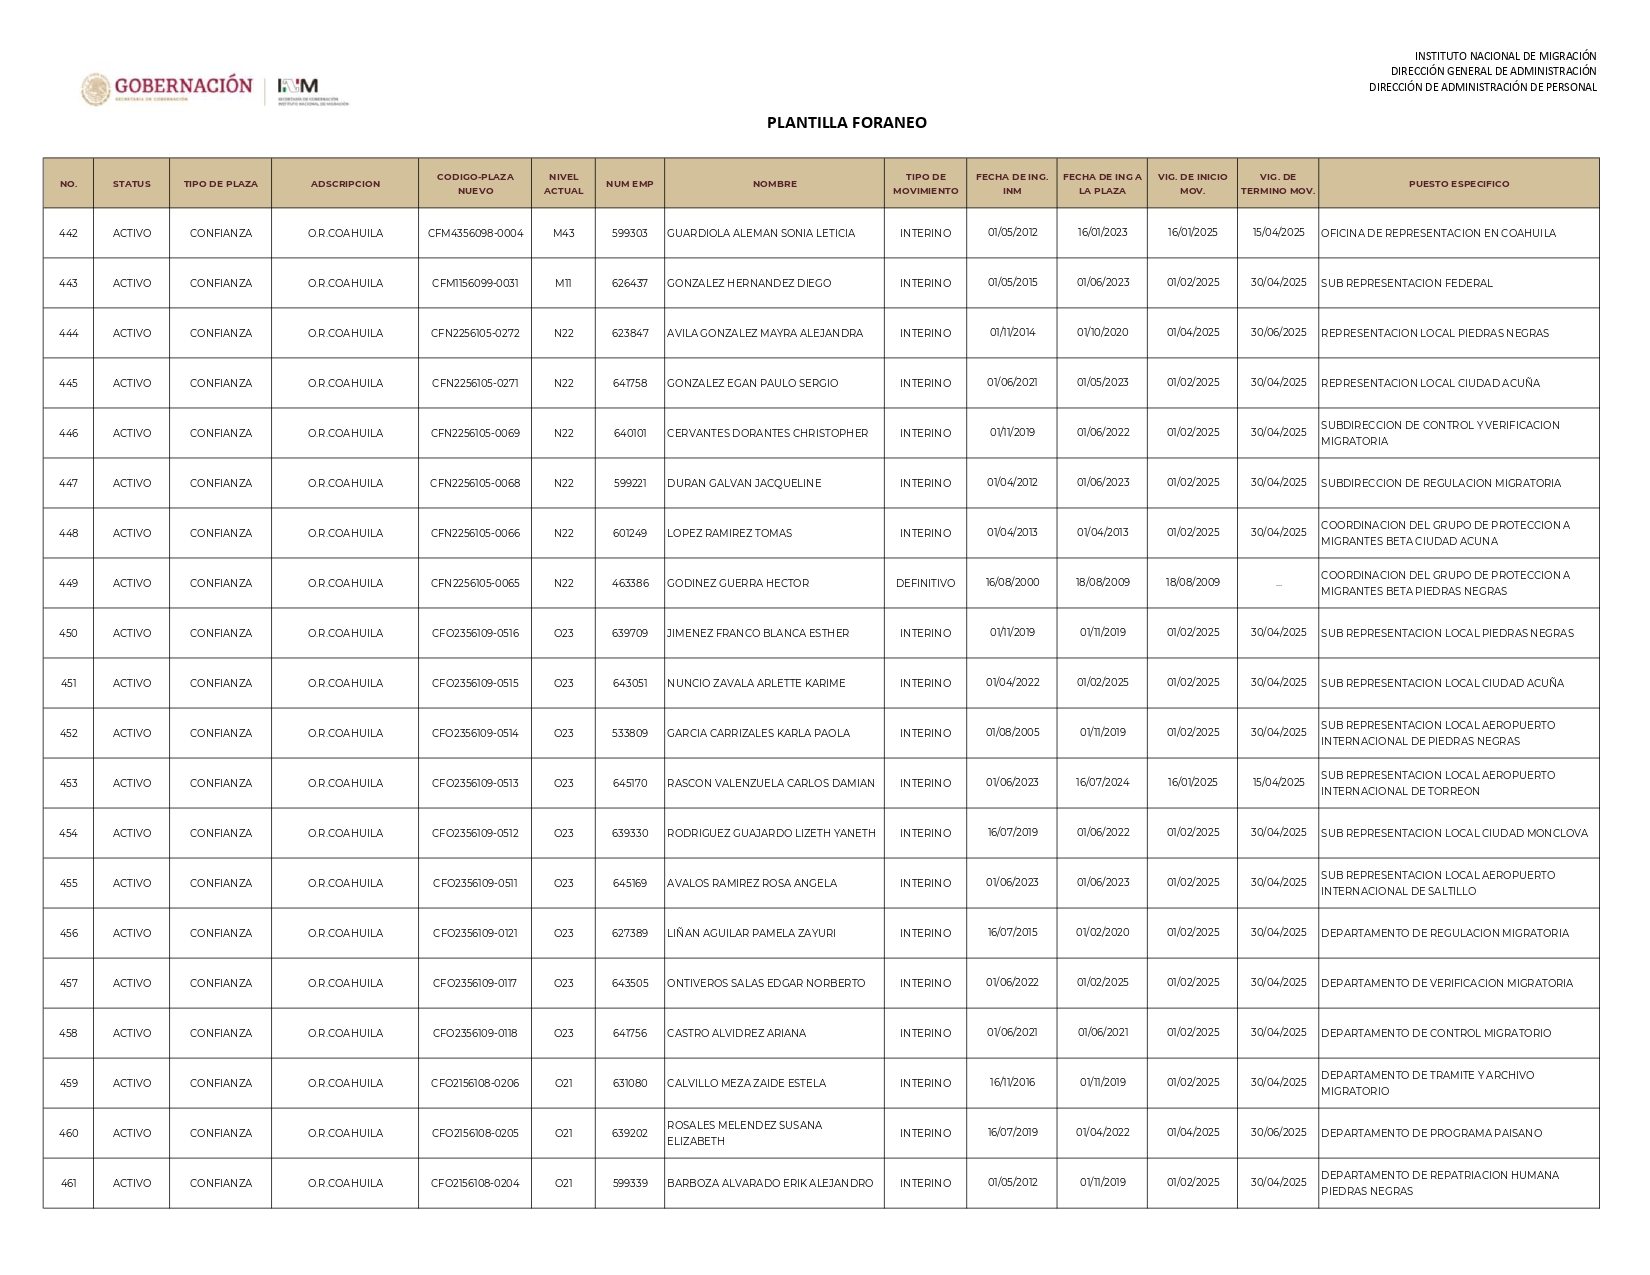 INSTITUTO NACIONAL DE MIGRACIÓN
DIRECCIÓN GENERAL DE ADMINISTRACIÓN
DIRECCIÓN DE ADMINISTRACIÓN DE PERSONAL
GOBERNACIÓN
SECRETARÍA DE GOBERNACIÓN
INM
SECRETARÍA DE GOBERNACIÓN
INSTITUTO NACIONAL DE MIGRACIÓN
PLANTILLA FORANEO
NO. STATUS TIPO DE PLAZA ADSCRIPCION CODIGO-PLAZA NUEVO NIVEL ACTUAL NUM EMP NOMBRE TIPO DE MOVIMIENTO FECHA DE ING. INM FECHA DE ING A LA PLAZA VIG. DE INICIO MOV. VIG. DE TERMINO MOV. PUESTO ESPECIFICO
442 ACTIVO CONFIANZA O.R.COAHUILA CFM4356098-0004 M43 599303 GUARDIOLA ALEMAN SONIA LETICIA INTERINO 01/05/2012 16/01/2023 16/01/2025 15/04/2025 OFICINA DE REPRESENTACION EN COAHUILA
443 ACTIVO CONFIANZA O.R.COAHUILA CFM1156099-0031 M11 626437 GONZALEZ HERNANDEZ DIEGO INTERINO 01/05/2015 01/06/2023 01/02/2025 30/04/2025 SUB REPRESENTACION FEDERAL
444 ACTIVO CONFIANZA O.R.COAHUILA CFN2256105-0272 N22 623847 AVILA GONZALEZ MAYRA ALEJANDRA INTERINO 01/11/2014 01/10/2020 01/04/2025 30/06/2025 REPRESENTACION LOCAL PIEDRAS NEGRAS
445 ACTIVO CONFIANZA O.R.COAHUILA CFN2256105-0271 N22 641758 GONZALEZ EGAN PAULO SERGIO INTERINO 01/06/2021 01/05/2023 01/02/2025 30/04/2025 REPRESENTACION LOCAL CIUDAD ACUÑA
446 ACTIVO CONFIANZA O.R.COAHUILA CFN2256105-0069 N22 640101 CERVANTES DORANTES CHRISTOPHER INTERINO 01/11/2019 01/06/2022 01/02/2025 30/04/2025 SUBDIRECCION DE CONTROL Y VERIFICACION
MIGRATORIA
447 ACTIVO CONFIANZA O.R.COAHUILA CFN2256105-0068 N22 599221 DURAN GALVAN JACQUELINE INTERINO 01/04/2012 01/06/2023 01/02/2025 30/04/2025 SUBDIRECCION DE REGULACION MIGRATORIA
448 ACTIVO CONFIANZA O.R.COAHUILA CFN2256105-0066 N22 601249 LOPEZ RAMIREZ TOMAS INTERINO 01/04/2013 01/04/2013 01/02/2025 30/04/2025 COORDINACION DEL GRUPO DE PROTECCION A
MIGRANTES BETA CIUDAD ACUNA
449 ACTIVO CONFIANZA O.R.COAHUILA CFN2256105-0065 N22 463386 GODINEZ GUERRA HECTOR DEFINITIVO 16/08/2000 18/08/2009 18/08/2009 ... COORDINACION DEL GRUPO DE PROTECCION A
MIGRANTES BETA PIEDRAS NEGRAS
450 ACTIVO CONFIANZA O.R.COAHUILA CFO2356109-0516 O23 639709 JIMENEZ FRANCO BLANCA ESTHER INTERINO 01/11/2019 01/11/2019 01/02/2025 30/04/2025 SUB REPRESENTACION LOCAL PIEDRAS NEGRAS
451 ACTIVO CONFIANZA O.R.COAHUILA CFO2356109-0515 O23 643051 NUNCIO ZAVALA ARLETTE KARIME INTERINO 01/04/2022 01/02/2025 01/02/2025 30/04/2025 SUB REPRESENTACION LOCAL CIUDAD ACUÑA
452 ACTIVO CONFIANZA O.R.COAHUILA CFO2356109-0514 O23 533809 GARCIA CARRIZALES KARLA PAOLA INTERINO 01/08/2005 01/11/2019 01/02/2025 30/04/2025 SUB REPRESENTACION LOCAL AEROPUERTO
INTERNACIONAL DE PIEDRAS NEGRAS
453 ACTIVO CONFIANZA O.R.COAHUILA CFO2356109-0513 O23 645170 RASCON VALENZUELA CARLOS DAMIAN INTERINO 01/06/2023 16/07/2024 16/01/2025 15/04/2025 SUB REPRESENTACION LOCAL AEROPUERTO
INTERNACIONAL DE TORREON
454 ACTIVO CONFIANZA O.R.COAHUILA CFO2356109-0512 O23 639330 RODRIGUEZ GUAJARDO LIZETH YANETH INTERINO 16/07/2019 01/06/2022 01/02/2025 30/04/2025 SUB REPRESENTACION LOCAL CIUDAD MONCLOVA
455 ACTIVO CONFIANZA O.R.COAHUILA CFO2356109-0511 O23 645169 AVALOS RAMIREZ ROSA ANGELA INTERINO 01/06/2023 01/06/2023 01/02/2025 30/04/2025 SUB REPRESENTACION LOCAL AEROPUERTO
INTERNACIONAL DE SALTILLO
456 ACTIVO CONFIANZA O.R.COAHUILA CFO2356109-0121 O23 627389 LIÑAN AGUILAR PAMELA ZAYURI INTERINO 16/07/2015 01/02/2020 01/02/2025 30/04/2025 DEPARTAMENTO DE REGULACION MIGRATORIA
457 ACTIVO CONFIANZA O.R.COAHUILA CFO2356109-0117 O23 643505 ONTIVEROS SALAS EDGAR NORBERTO INTERINO 01/06/2022 01/02/2025 01/02/2025 30/04/2025 DEPARTAMENTO DE VERIFICACION MIGRATORIA
458 ACTIVO CONFIANZA O.R.COAHUILA CFO2356109-0118 O23 641756 CASTRO ALVIDREZ ARIANA INTERINO 01/06/2021 01/06/2021 01/02/2025 30/04/2025 DEPARTAMENTO DE CONTROL MIGRATORIO
459 ACTIVO CONFIANZA O.R.COAHUILA CFO2156108-0206 O21 631080 CALVILLO MEZA ZAIDE ESTELA INTERINO 16/11/2016 01/11/2019 01/02/2025 30/04/2025 DEPARTAMENTO DE TRAMITE Y ARCHIVO
MIGRATORIO
460 ACTIVO CONFIANZA O.R.COAHUILA CFO2156108-0205 O21 639202 ROSALES MELENDEZ SUSANA ELIZABETH INTERINO 16/07/2019 01/04/2022 01/04/2025 30/06/2025 DEPARTAMENTO DE PROGRAMA PAISANO
461 ACTIVO CONFIANZA O.R.COAHUILA CFO2156108-0204 O21 599339 BARBOZA ALVARADO ERIK ALEJANDRO INTERINO 01/05/2012 01/11/2019 01/02/2025 30/04/2025 DEPARTAMENTO DE REPATRIACION HUMANA
PIEDRAS NEGRAS